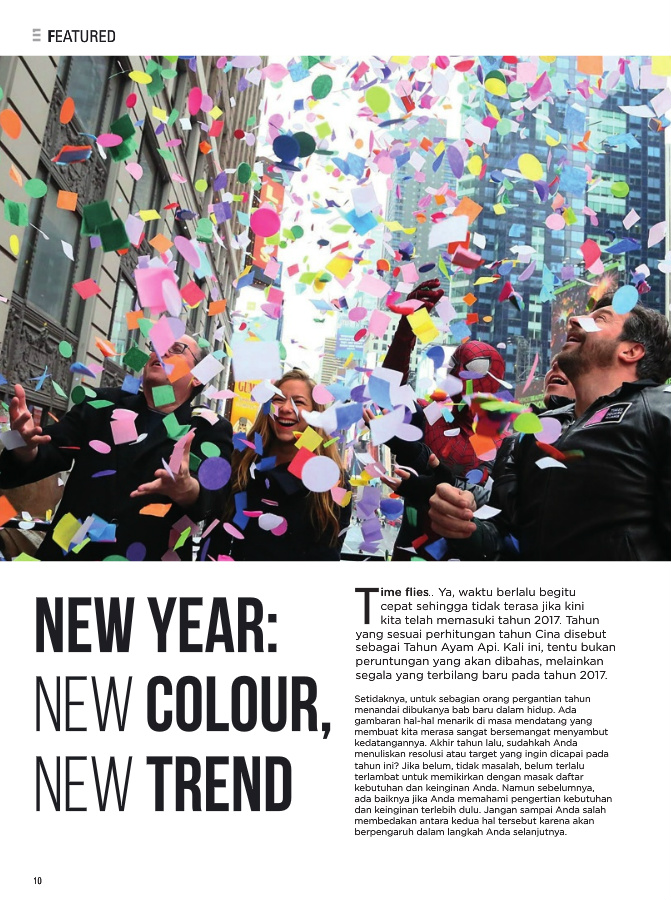 FEATURED
NEW YEAR:
NEW COLOUR,
NEW TREND
Time flies.. Ya, waktu berlalu begitu
cepat sehingga tidak terasa jika kini
kita telah memasuki tahun 2017. Tahun
yang sesuai perhitungan tahun Cina disebut
sebagai Tahun Ayam Api. Kali ini, tentu bukan
peruntungan yang akan dibahas, melainkan
segala yang terbilang baru pada tahun 2017.
Setidaknya, untuk sebagian orang pergantian tahun
menandai dibukanya bab baru dalam hidup. Ada
gambaran hal-hal menarik di masa mendatang yang
membuat kita merasa sangat bersemangat menyambut
kedatangannya. Akhir tahun lalu, sudahkah Anda
menuliskan resolusi atau target yang ingin dicapai pada
tahun ini? Jika belum, tidak masalah, belum terlalu
terlambat untuk memikirkan dengan masak daftar
kebutuhan dan keinginan Anda. Namun sebelumnya,
ada baiknya jika Anda memahami pengertian kebutuhan
dan keinginan terlebih dulu. Jangan sampai Anda salah
membedakan antara kedua hal tersebut karena akan
berpengaruh dalam langkah Anda selanjutnya.
10